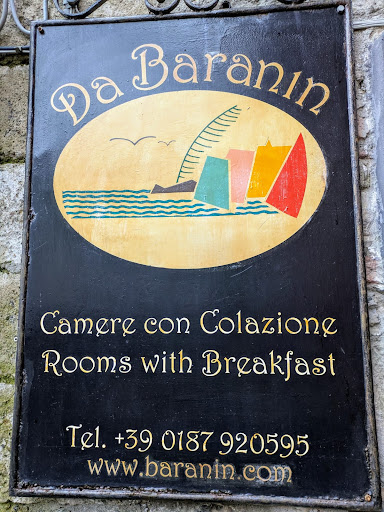 Da Baranin
Camere con Colazione
Rooms with Breakfast
Tel. +39 0187 920595
www.baranin.com